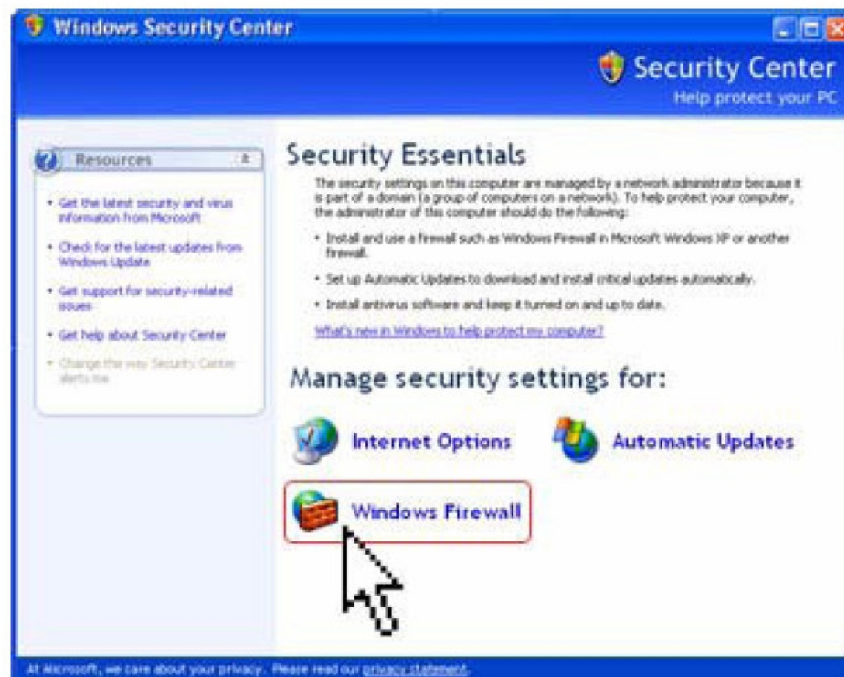 Windows Security Center
Security Center
Help protect your PC
Resources
• Get the latest security and virus
information from Microsoft
• Check for the latest updates from
Windows Update
• Get support for security-related
issues
• Get help about Security Center
• Change the way Security Center
alerts me
Security Essentials
The security settings on this computer are managed by a network administrator because it
is part of a domain (a group of computers on a network). To help protect your computer,
the administrator of this computer should do the following:
• Install and use a firewall such as Windows Firewall in Microsoft Windows XP or another
firewall.
• Set up Automatic Updates to download and install critical updates automatically.
• Install antivirus software and keep it turned on and up to date.
What's new in Windows to help protect my computer?
Manage security settings for:
Internet Options
Automatic Updates
Windows Firewall
At Microsoft, we care about your privacy. Please read our privacy statement.